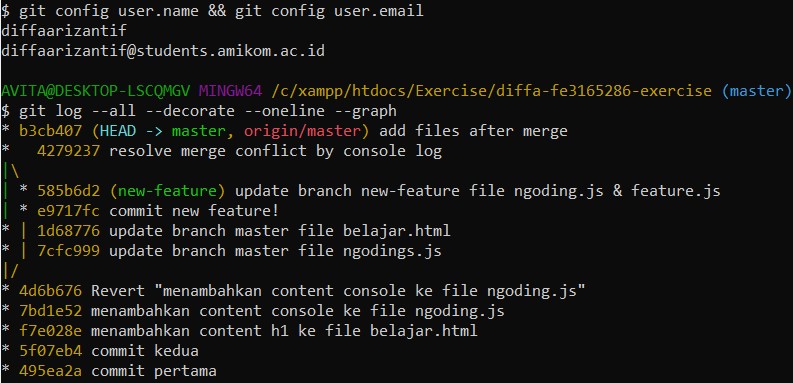 $ git config user.name && git config user.email
diffaarizantif
diffaarizantif@students.amikom.ac.id
AVITA@DESKTOP-LSCQMGV MINGW64 /c/xampp/htdocs/Exercise/diffa-fe3165286-exercise (master)
$ git log --all --decorate --oneline --graph
* b3cb407 (HEAD -> master, origin/master) add files after merge
*   4279237 resolve merge conflict by console log
|\
| * 585b6d2 (new-feature) update branch new-feature file ngoding.js & feature.js
| * e9717fc commit new feature!
* | 1d68776 update branch master file belajar.html
* | 7cfc999 update branch master file ngodings.js
|/
* 4d6b676 Revert "menambahkan content console ke file ngoding.js"
* 7bd1e52 menambahkan content console ke file ngoding.js
* f7e028e menambahkan content h1 ke file belajar.html
* 5f07eb4 commit kedua
* 495ea2a commit pertama